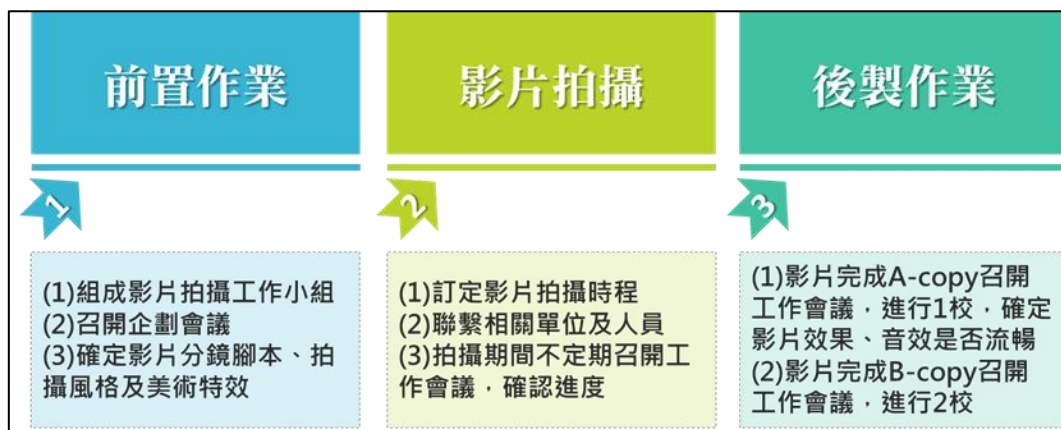 前置作業
影片拍攝
後製作業
1
2
3
(1)組成影片拍攝工作小組
(2)召開企劃會議
(3)確定影片分鏡腳本、拍
攝風格及美術特效
(1)訂定影片拍攝時程
(2)聯繫相關單位及人員
(3)拍攝期間不定期召開工
作會議，確認進度
(1)影片完成A-copy召開
工作會議，進行1校，確定
影片效果、音效是否流暢
(2)影片完成B-copy召開
工作會議，進行2校